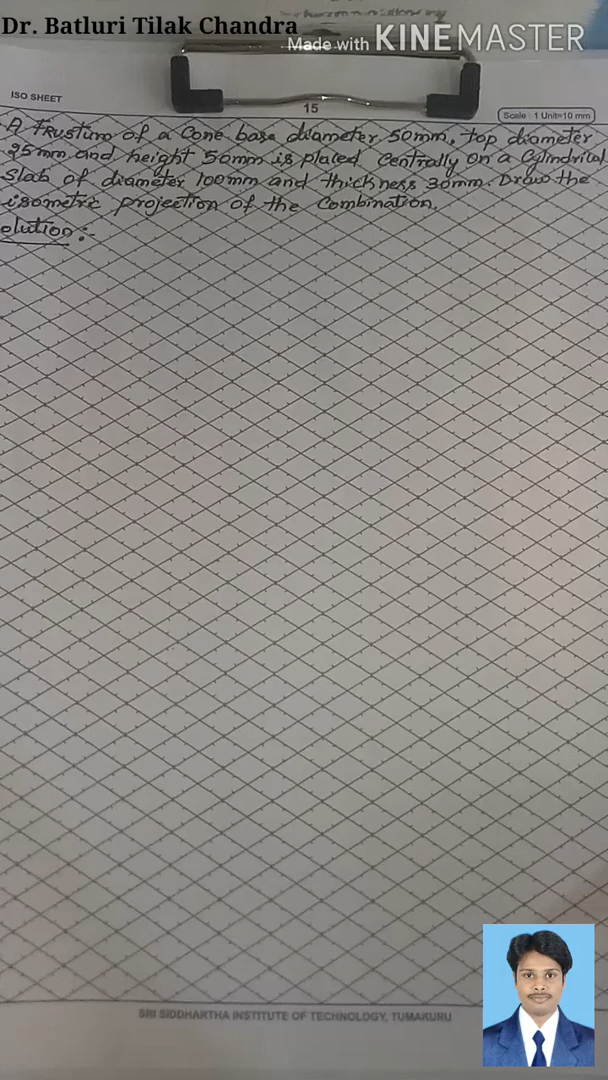 Dr. Batluri Tilak Chandra
Made with KINEMASTER
ISO SHEET
15
Scale : 1 Unit=10 mm
A Frustum of a Cone base diameter 50mm, top diameter
25mm and height 50mm is placed Centrally on a Cylindrical
Slab of diameter 100mm and thickness 30mm. Draw the
isometric projection of the Combination.
olution :-
SRI SIDDHARTHA INSTITUTE OF TECHNOLOGY, TUMAKURU